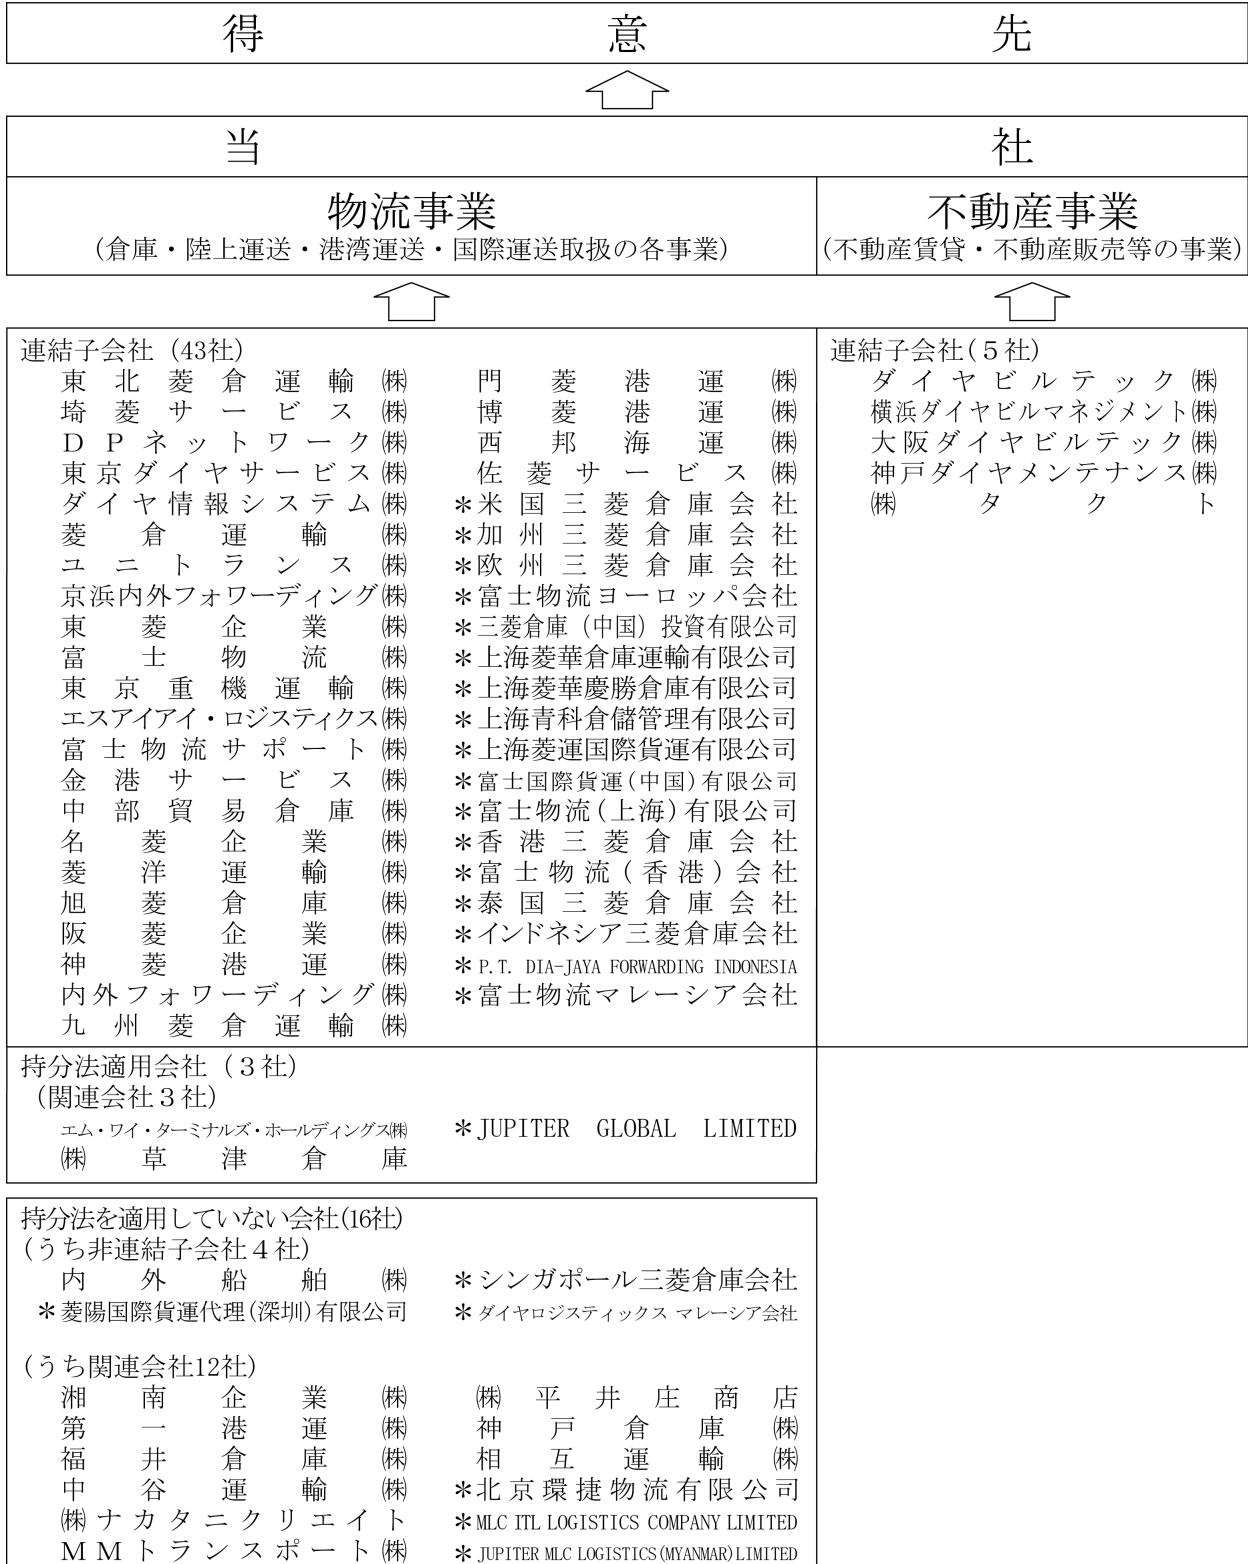 得意先
当社
物流事業
(倉庫・陸上運送・港湾運送・国際運送取扱の各事業)
不動産事業
(不動産賃貸・不動産販売等の事業)
連結子会社 (43社)
東北菱倉運輸㈱
埼菱サービス㈱
ＤＰネットワーク㈱
東京ダイヤサービス㈱
ダイヤ情報システム㈱
菱倉運輸㈱
ユニトランス㈱
京浜内外フォワーディング㈱
東菱企業㈱
富士物流㈱
東京重機運輸㈱
エスアイアイ・ロジスティクス㈱
富士物流サポート㈱
金港サービス㈱
中部貿易倉庫㈱
名菱企業㈱
菱洋運輸㈱
旭菱倉庫㈱
阪菱企業㈱
神菱港運㈱
内外フォワーディング㈱
九州菱倉運輸㈱
門菱港運㈱
博菱港運㈱
西邦海運㈱
佐菱サービス㈱
＊米国三菱倉庫会社
＊加州三菱倉庫会社
＊欧州三菱倉庫会社
＊富士物流ヨーロッパ会社
＊三菱倉庫（中国）投資有限公司
＊上海菱華倉庫運輸有限公司
＊上海菱華慶勝倉庫有限公司
＊上海青科倉儲管理有限公司
＊上海菱運国際貨運有限公司
＊富士国際貨運(中国)有限公司
＊富士物流(上海)有限公司
＊香港三菱倉庫会社
＊富士物流(香港)会社
＊泰国三菱倉庫会社
＊インドネシア三菱倉庫会社
＊P.T. DIA-JAYA FORWARDING INDONESIA
＊富士物流マレーシア会社
連結子会社(５社)
ダイヤビルテック㈱
横浜ダイヤビルマネジメント㈱
大阪ダイヤビルテック㈱
神戸ダイヤメンテナンス㈱
㈱タクト
持分法適用会社 (３社)
(関連会社３社)
エム・ワイ・ターミナルズ・ホールディングス㈱
㈱草津倉庫
＊JUPITER GLOBAL LIMITED
持分法を適用していない会社(16社)
(うち非連結子会社４社)
内外船舶㈱
＊菱陽国際貨運代理(深圳)有限公司
＊シンガポール三菱倉庫会社
＊ダイヤロジスティックス マレーシア会社
(うち関連会社12社)
湘南企業㈱
第一港運㈱
福井倉庫㈱
中谷運輸㈱
㈱ナカタニクリエイト
ＭＭトランスポート㈱
㈱平井庄商店
神戸倉庫㈱
相互運輸㈱
＊北京環捷物流有限公司
＊MLC ITL LOGISTICS COMPANY LIMITED
＊JUPITER MLC LOGISTICS(MYANMAR)LIMITED